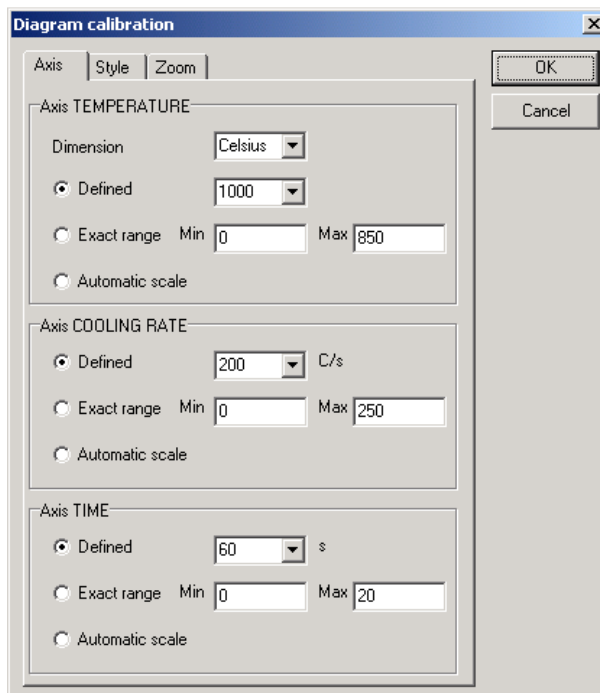 Diagram calibration
Axis Style Zoom
OK
Cancel
Axis TEMPERATURE
Dimension Celsius
Defined 1000
Exact range Min 0 Max 850
Automatic scale
Axis COOLING RATE
Defined 200 C/s
Exact range Min 0 Max 250
Automatic scale
Axis TIME
Defined 60 s
Exact range Min 0 Max 20
Automatic scale